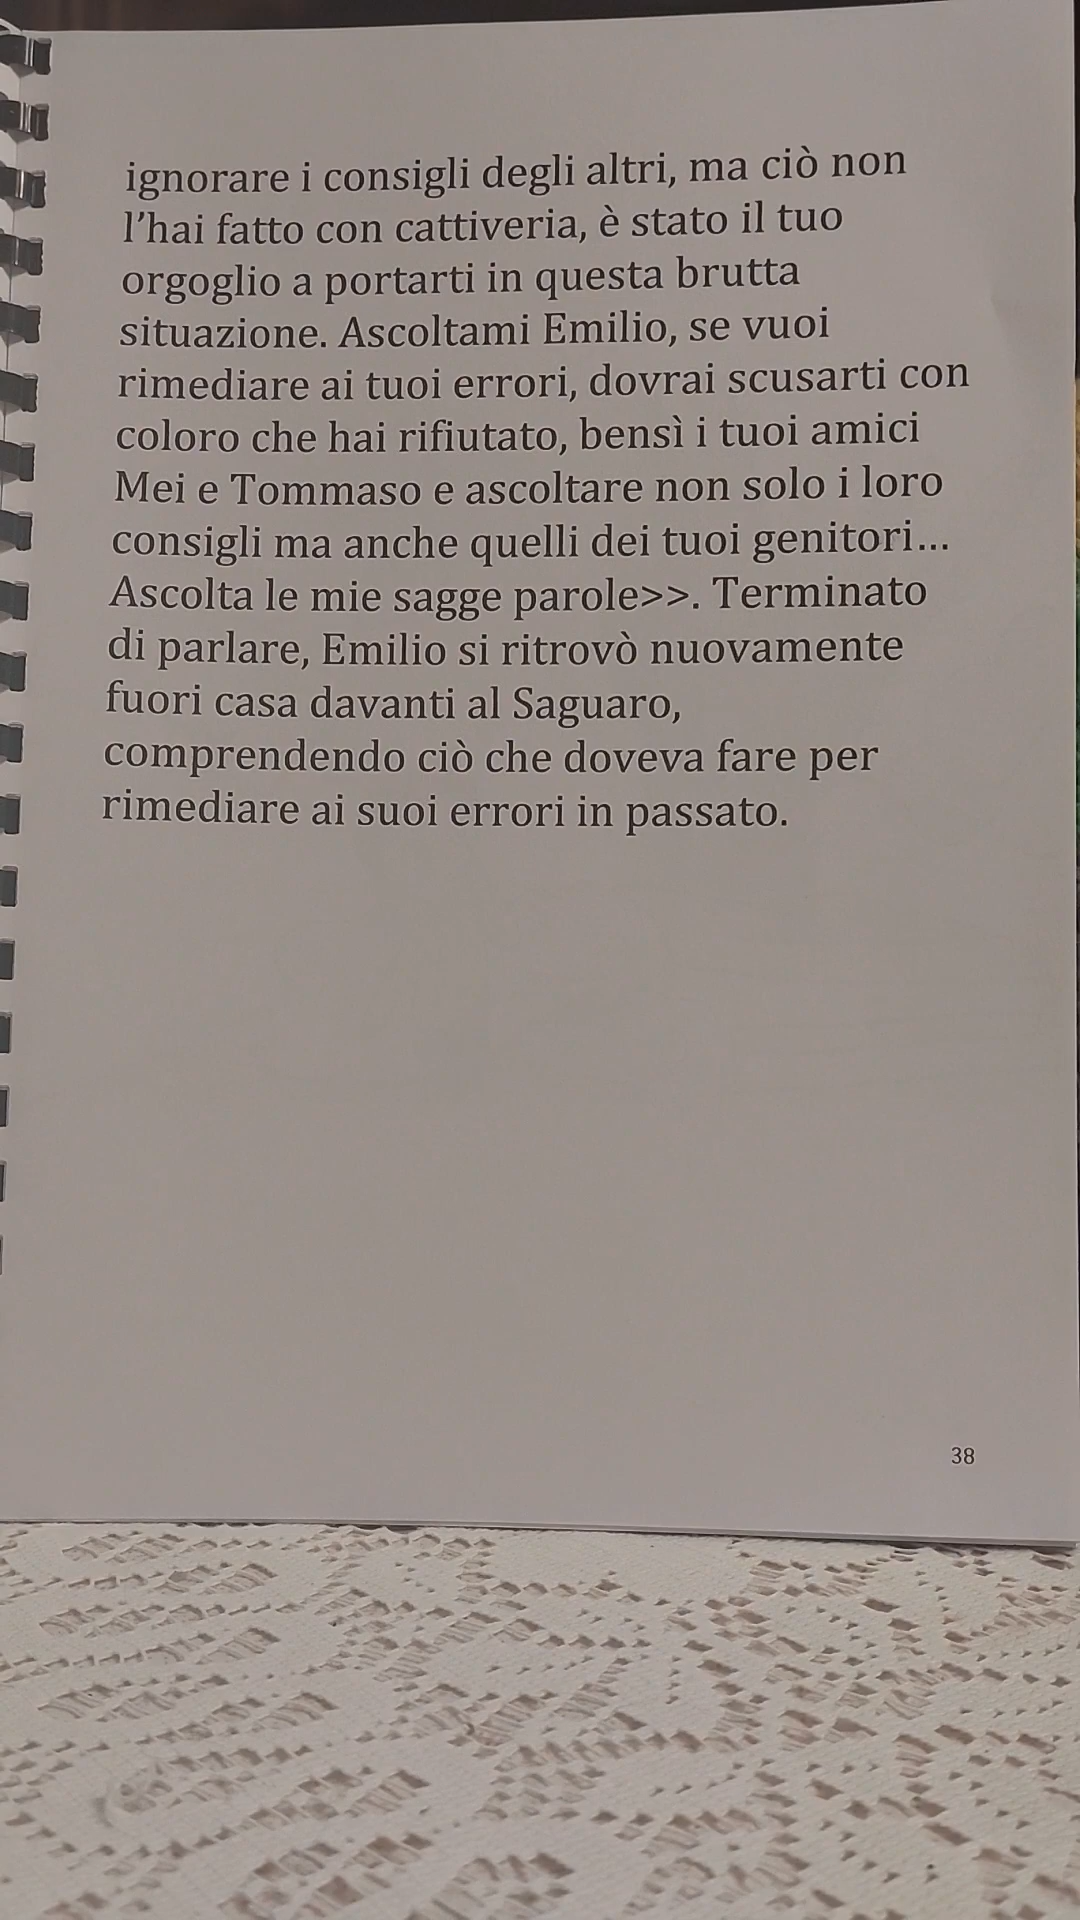 ignorare i consigli degli altri, ma ciò non
l’hai fatto con cattiveria, è stato il tuo
orgoglio a portarti in questa brutta
situazione. Ascoltami Emilio, se vuoi
rimediare ai tuoi errori, dovrai scusarti con
coloro che hai rifiutato, bensì i tuoi amici
Mei e Tommaso e ascoltare non solo i loro
consigli ma anche quelli dei tuoi genitori...
Ascolta le mie sagge parole>>. Terminato
di parlare, Emilio si ritrovò nuovamente
fuori casa davanti al Saguaro,
comprendendo ciò che doveva fare per
rimediare ai suoi errori in passato.
38